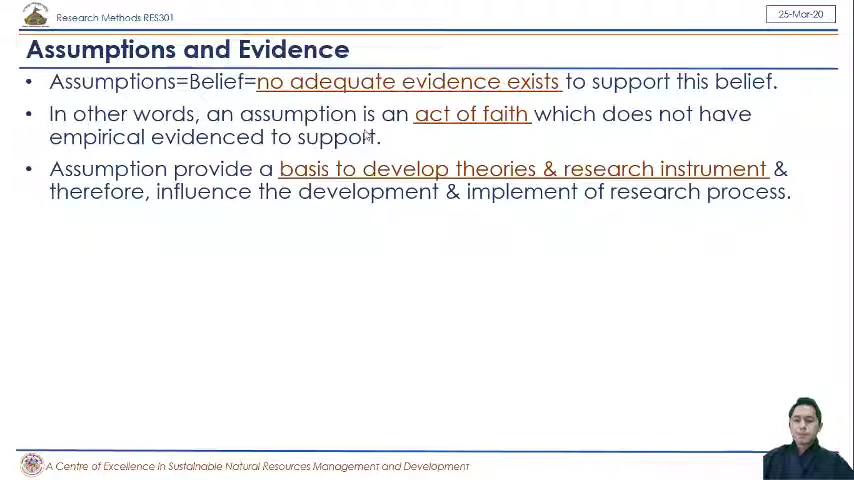 Research Methods RES301
25-Mar-20
Assumptions and Evidence
• Assumptions=Belief=no adequate evidence exists to support this belief.
• In other words, an assumption is an act of faith which does not have
empirical evidenced to support.
• Assumption provide a basis to develop theories & research instrument &
therefore, influence the development & implement of research process.
A Centre of Excellence in Sustainable Natural Resources Management and Development